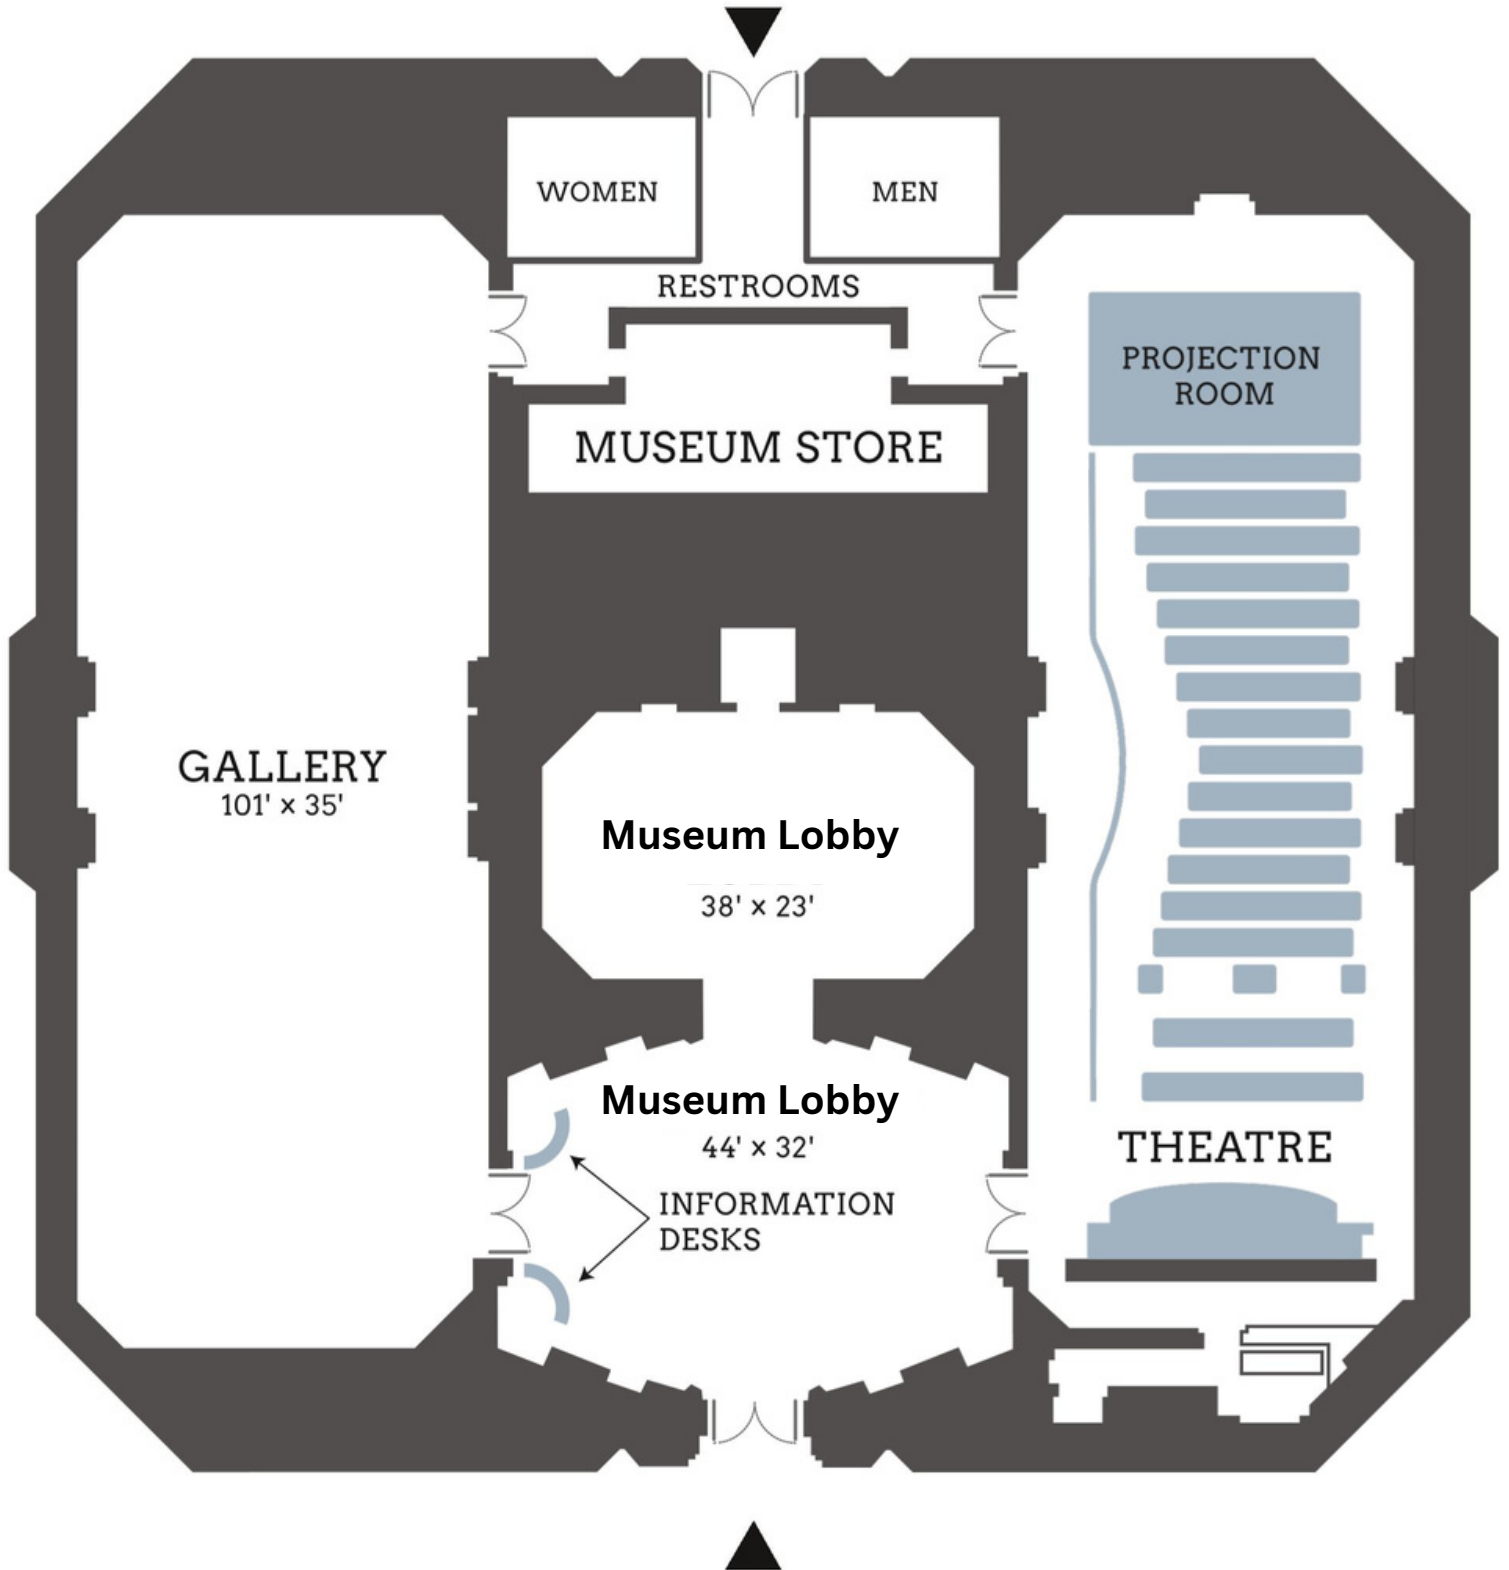 WOMEN
MEN
RESTROOMS
PROJECTION
ROOM
MUSEUM STORE
GALLERY
101' × 35'
Museum Lobby
38' × 23'
Museum Lobby
44' × 32'
THEATRE
INFORMATION
DESKS